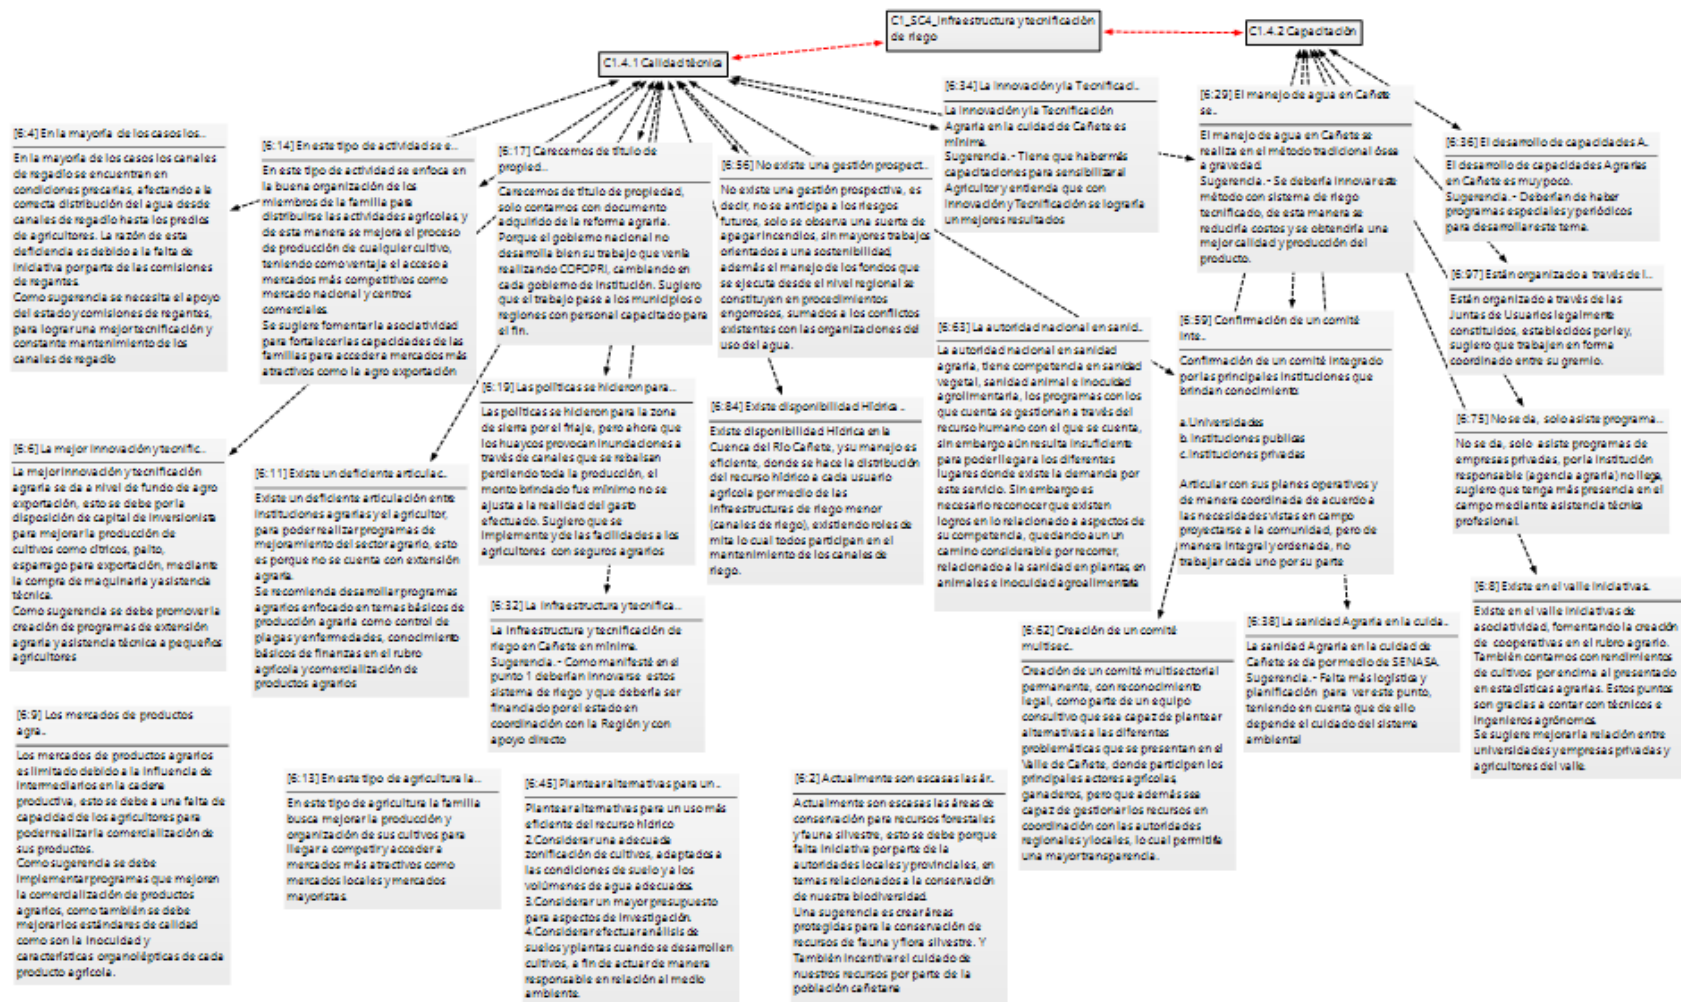 C1_SC4_Infraestructura y tecnificación
de riego
C1.4.2 Capacitación
C1.4.1 Calidad técnica
[6:4] En la mayoría de los casos los..
En la mayoría de los casos los canales
de regadío se encuentran en
condiciones precarias, afectando a la
correcta distribución del agua desde
canales de regadío hasta los predios
de agricultores. La razón de esta
deficiencia es debido a la falta de
iniciativa por parte de las comisiones
de regantes.
Como sugerencia se necesita el apoyo
del estado y comisiones de regantes,
para lograr una mejor tecnificación y
constante mantenimiento de los
canales de regadío
[6:14] En este tipo de actividad se e...
En este tipo de actividad se enfoca en
la buena organización de los
miembros de la familia para
distribuirse las actividades agrícolas, y
de esta manera se mejora el proceso
de producción de cualquier cultivo,
teniendo como ventaja el acceso a
mercados más competitivos como
mercado nacional y centros
comerciales.
Se sugiere fomentar la asociatividad
para fortalecer las capacidades de las
familias para acceder a mercados más
atractivos como la agro exportación
[6:17] Carecemos de título de
propied...
Carecemos de título de propiedad,
solo contamos con documento
adquirido de la reforma agraria.
Porque el gobierno nacional no
desarrolla bien su trabajo que venía
realizando COFOPRI, cambiando en
cada gobierno de institución. Sugiero
que el trabajo pase a los municipios o
regiones con personal capacitado para
el fin.
[6:56] No existe una gestión prospect...
No existe una gestión prospectiva, es
decir, no se anticipa a los riesgos
futuros, solo se observa una suerte de
apagar incendios, sin mayores trabajos
orientados a una sostenibilidad,
además el manejo de los fondos que
se ejecuta desde el nivel regional se
constituyen en procedimientos
engorrosos, sumados a los conflictos
existentes con las organizaciones del
uso del agua.
[6:34] La innovación y la Tecnificaci..
La innovación y la Tecnificación
Agraria en la cuidad de Cañete es
mínima.
Sugerencia.- Tiene que haber más
capacitaciones para sensibilizar al
Agricultor y entienda que con
Innovación y Tecnificación se lograría
un mejores resultados
[6:29] El manejo de agua en Cañete
se..
El manejo de agua en Cañete se
realiza en el método tradicional ósea
a gravedad.
Sugerencia.- Se debería innovar este
método con sistema de riego
tecnificado, de esta manera se
reduciría costos y se obtendría una
mejor calidad y producción del
producto.
[6:36] El desarrollo de capacidades A..
El desarrollo de capacidades Agrarias
en Cañete es muy poco.
Sugerencia.- Deberían de haber
programas especiales y periódicos
para desarrollar este tema.
[6:97] Están organizado a través de l...
Están organizado a través de las
Juntas de Usuarios legalmente
constituidos, establecidos por ley,
sugiero que trabajen en forma
coordinado entre su gremio.
[6:6] La mejor innovación y tecnific...
La mejor innovación y tecnificación
agraria se da a nivel de fundo de agro
exportación, esto se debe por la
disposición de capital de inversionista
para mejorar la producción de
cultivos como cítricos, palto,
esparrago para exportación, mediante
la compra de maquinaria y asistencia
técnica.
Como sugerencia se debe promover la
creación de programas de extensión
agraria y asistencia técnica a pequeños
agricultores
[6:11] Existe un deficiente articulac..
Existe un deficiente articulación entre
instituciones agrarias y el agricultor,
para poder realizar programas de
mejoramiento del sector agrario, esto
es porque no se cuenta con extensión
agraria.
Se recomienda desarrollar programas
agrarios enfocado en temas básicos de
producción agraria como control de
plagas y enfermedades, conocimiento
básicos de finanzas en el rubro
agrícola y comercialización de
productos agrarios
[6:19] Las políticas se hicieron para...
Las políticas se hicieron para la zona
de sierra por el friaje, pero ahora que
los huaycos provocan inundaciones a
través de canales que se rebalsan
perdiendo toda la producción, el
monto brindado fue mínimo no se
ajusta a la realidad del gasto
efectuado. Sugiero que se
implemente y de las facilidades a los
agricultores con seguros agrarios
[6:84] Existe disponibilidad Hídrica ..
Existe disponibilidad Hídrica en la
Cuenca del Río Cañete, y su manejo es
eficiente, donde se hace la distribución
del recurso hídrico a cada usuario
agrícola por medio de las
infraestructuras de riego menor
(canales de riego), existiendo roles de
mita lo cual todos participan en el
mantenimiento de los canales de
riego.
[6:63] La autoridad nacional en sanid..
La autoridad nacional en sanidad
agraria, tiene competencia en sanidad
vegetal, sanidad animal e inocuidad
agroalimentaria, los programas con los
que cuenta se gestionan a través del
recurso humano con el que se cuenta,
sin embargo aún resulta insuficiente
para poder llegar a los diferentes
lugares donde existe la demanda por
este servicio. Sin embargo es
necesario reconocer que existen
logros en lo relacionado a aspectos de
su competencia, quedando aun un
camino considerable por recorrer,
relacionado a la sanidad en plantas, en
animales e inocuidad agroalimentaria
[6:59] Confirmación de un comité
inte..
Confirmación de un comité integrado
por las principales instituciones que
brindan conocimiento:
a.Universidades
b. Instituciones publicas
c. Instituciones privadas
Articular con sus planes operativos y
de manera coordinada de acuerdo a
las necesidades vistas en campo
proyectarse a la comunidad, pero de
manera integral y ordenada, no
trabajar cada uno por su parte
[6:75] No se da, solo asiste programa...
No se da, solo asiste programas de
empresas privadas, por la institución
responsable (agencia agraria) no llega,
sugiero que tenga más presencia en el
campo mediante asistencia técnica
profesional.
[6:32] La infraestructura y tecnifica...
La infraestructura y tecnificación de
riego en Cañete en mínima.
Sugerencia.- Como manifesté en el
punto 1 deberían innovarse estos
sistema de riego y que debería ser
financiado por el estado en
coordinación con la Región y con
apoyo directo
[6:62] Creación de un comité
multisec..
Creación de un comité multisectorial
permanente, con reconocimiento
legal, como parte de un equipo
consultivo que sea capaz de plantear
alternativas a las diferentes
problemáticas que se presentan en el
Valle de Cañete, donde participen los
principales actores agrícolas,
ganaderos, pero que además sea
capaz de gestionar los recursos en
coordinación con las autoridades
regionales y locales, lo cual permitiría
una mayor transparencia.
[6:38] La sanidad Agraria en la cuida..
La sanidad Agraria en la cuidad de
Cañete se da por medio de SENASA.
Sugerencia.- Falta más logística y
planificación para ver este punto,
teniendo en cuenta que de ello
depende el cuidado del sistema
ambiental
[6:8] Existe en el valle iniciativas..
Existe en el valle iniciativas de
asociatividad, fomentando la creación
de cooperativas en el rubro agrario.
También contamos con rendimientos
de cultivos por encima al presentado
en estadísticas agrarias. Estos puntos
son gracias a contar con técnicos e
ingenieros agrónomos.
Se sugiere mejorar la relación entre
universidades y empresas privadas y
agricultores del valle.
[6:9] Los mercados de productos
agra..
Los mercados de productos agrarios
es limitado debido a la influencia de
intermediarios en la cadena
productiva, esto se debe a una falta de
capacidad de los agricultores para
poder realizar la comercialización de
sus productos.
Como sugerencia se debe
implementar programas que mejoren
la comercialización de productos
agrarios, como también se debe
mejorar los estándares de calidad
como son la inocuidad y
características organolépticas de cada
producto agrícola.
[6:13] En este tipo de agricultura la...
En este tipo de agricultura la familia
busca mejorar la producción y
organización de sus cultivos para
llegar a competir y acceder a
mercados más atractivos como
mercados locales y mercados
mayoristas.
[6:45] Plantear alternativas para un..
Plantear alternativas para un uso más
eficiente del recurso hídrico
2.Considerar una adecuada
zonificación de cultivos, adaptados a
las condiciones de suelo y a los
volúmenes de agua adecuados.
3.Considerar un mayor presupuesto
para aspectos de investigación.
4.Considerar efectuar análisis de
suelos y plantas cuando se desarrollen
cultivos, a fin de actuar de manera
responsable en relación al medio
ambiente.
[6:2] Actualmente son escasas las ár..
Actualmente son escasas las áreas de
conservación para recursos forestales
y fauna silvestre, esto se debe porque
falta iniciativa por parte de la
autoridades locales y provinciales, en
temas relacionados a la conservación
de nuestra biodiversidad.
Una sugerencia es crear áreas
protegidas para la conservación de
recursos de fauna y flora silvestre. Y
También incentivar el cuidado de
nuestros recursos por parte de la
población cañetana